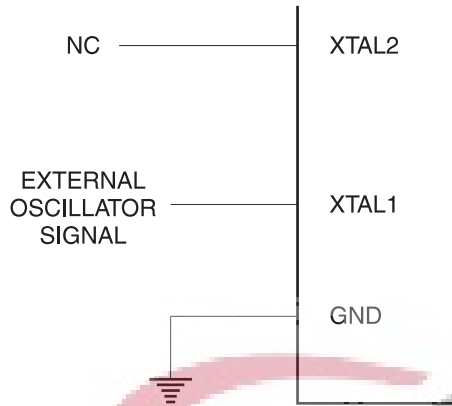 NC
XTAL2
EXTERNAL
OSCILLATOR
SIGNAL
XTAL1
GND